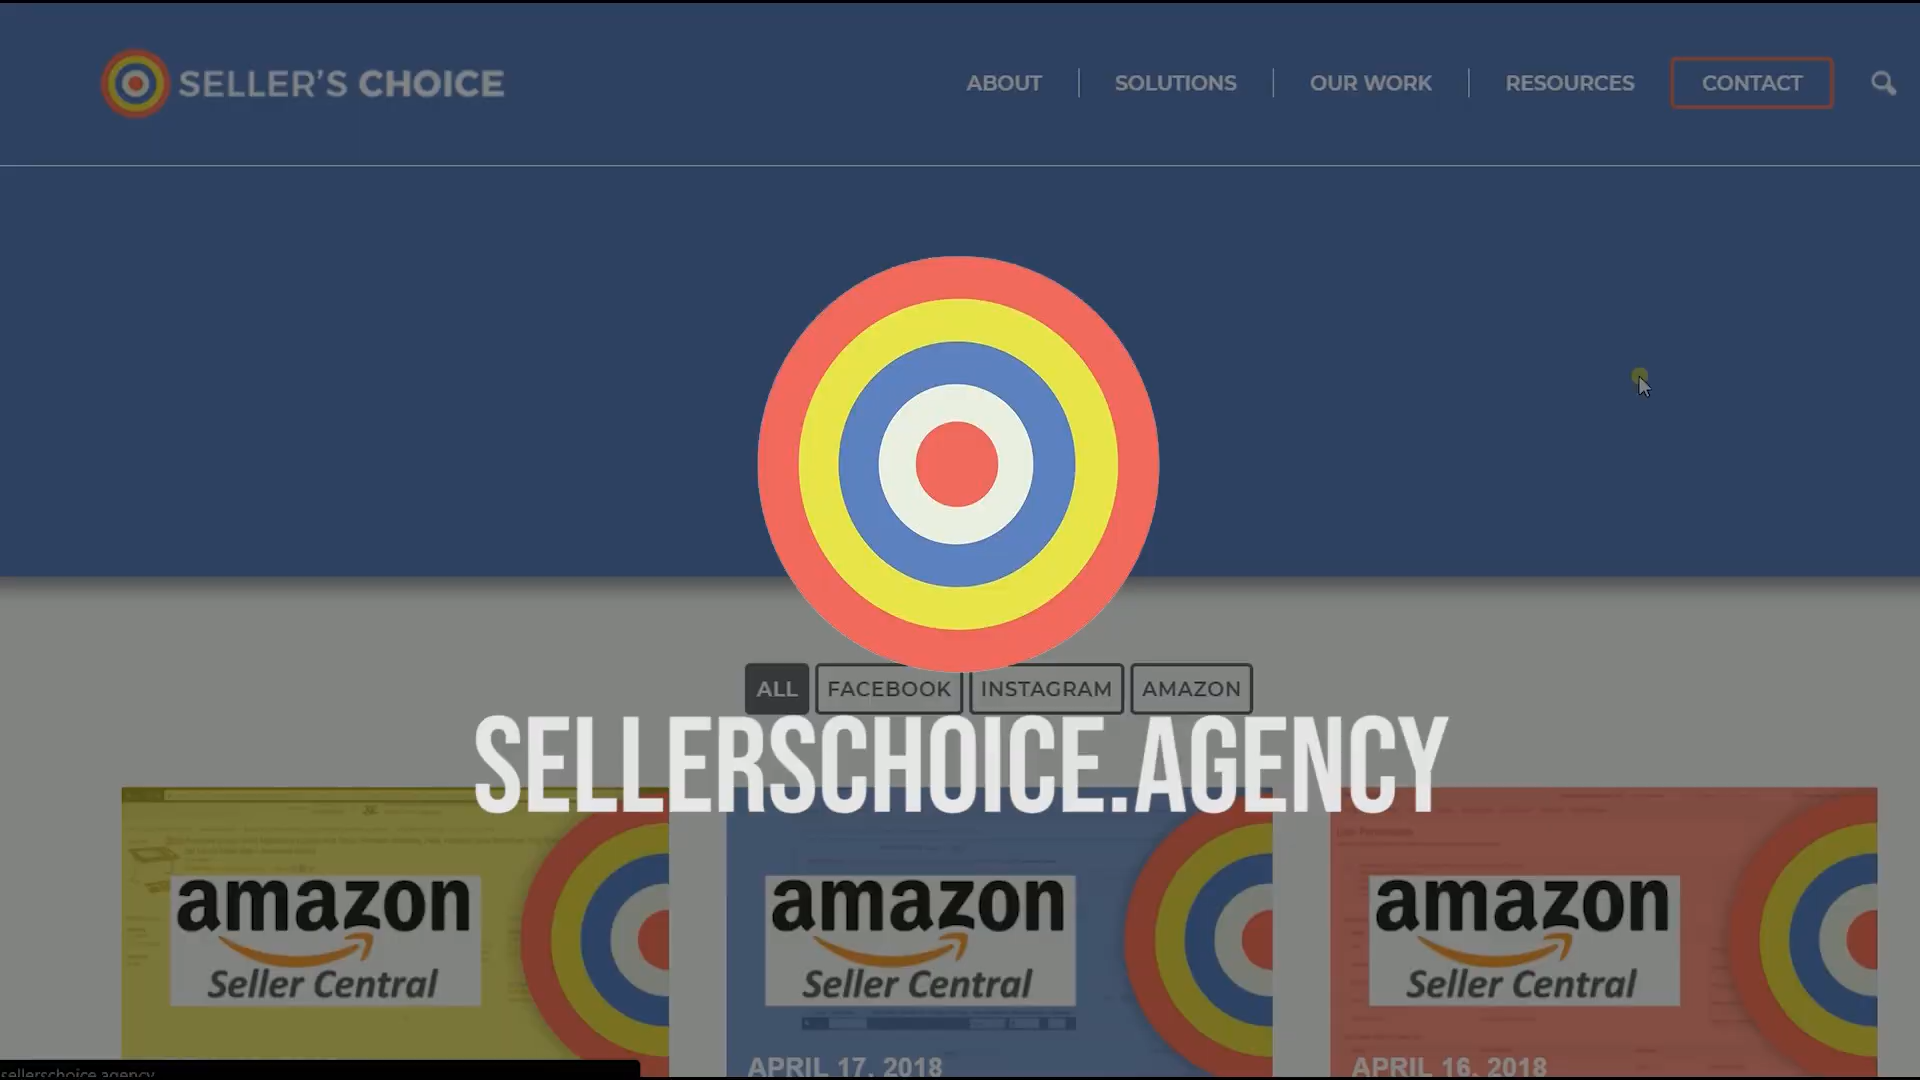 SELLER'S CHOICE
ABOUT
SOLUTIONS
OUR WORK
RESOURCES
CONTACT
ALL
FACEBOOK
INSTAGRAM
AMAZON
SELLERSCHOICE.AGENCY
amazon
Seller Central
amazon
Seller Central
amazon
Seller Central
APRIL 17, 2018
APRIL 16, 2018
sellerschoice.agency